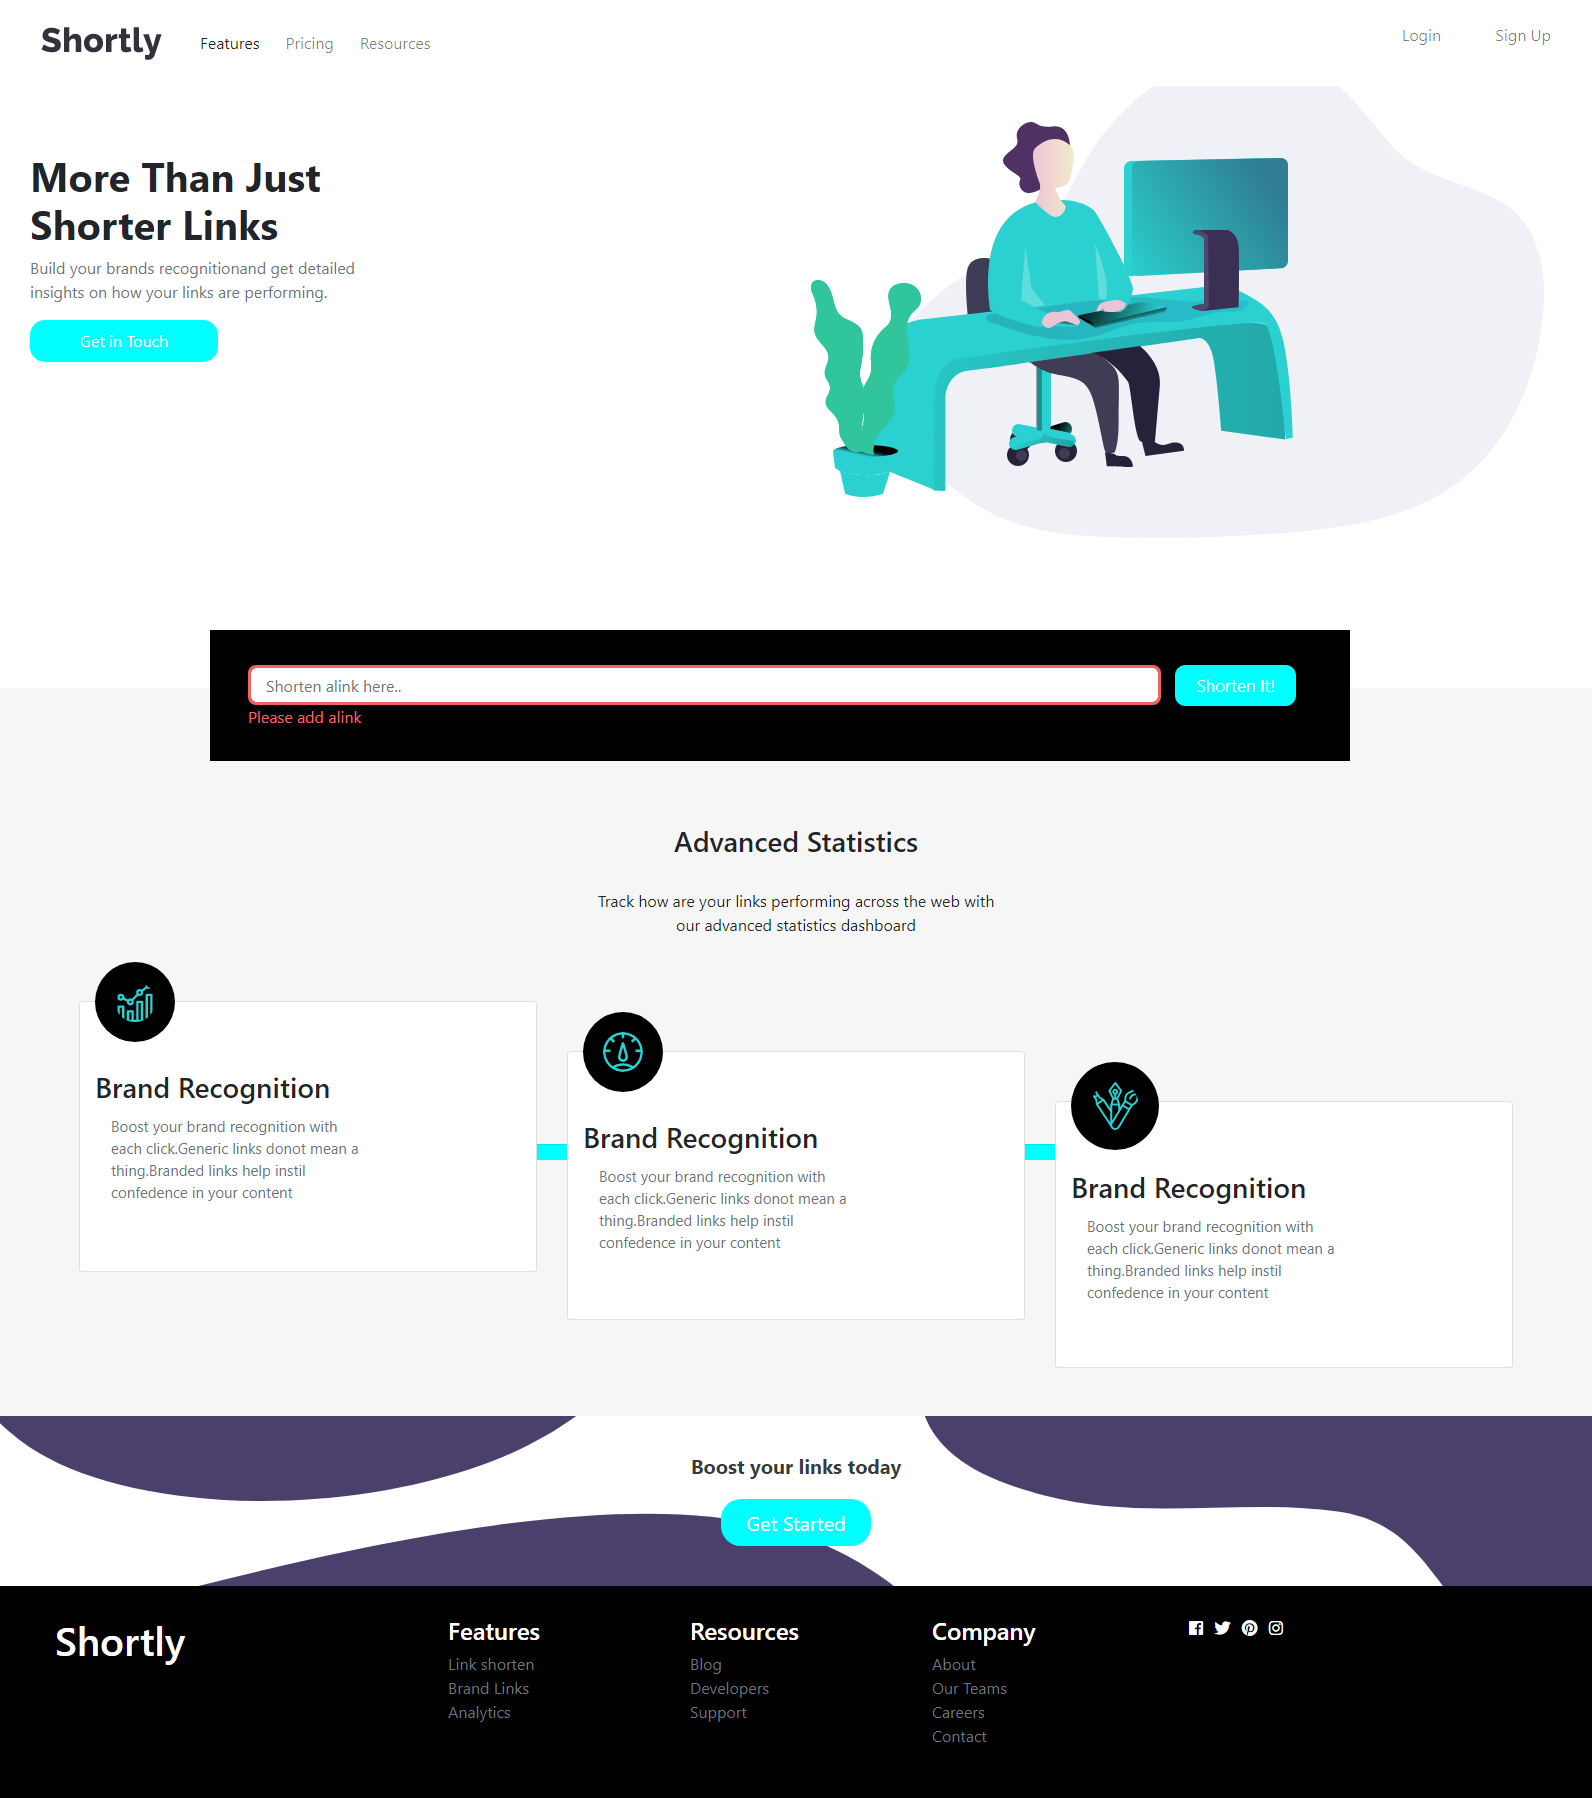 Shortly
Features
Pricing
Resources
Login
Sign Up
More Than Just
Shorter Links
Build your brands recognitionand get detailed
insights on how your links are performing.
Get in Touch
Shorten alink here..
Shorten It!
Please add alink
Advanced Statistics
Track how are your links performing across the web with
our advanced statistics dashboard
Brand Recognition
Boost your brand recognition with
each click.Generic links donot mean a
thing.Branded links help instil
confedence in your content
Brand Recognition
Boost your brand recognition with
each click.Generic links donot mean a
thing.Branded links help instil
confedence in your content
Brand Recognition
Boost your brand recognition with
each click.Generic links donot mean a
thing.Branded links help instil
confedence in your content
Boost your links today
Get Started
Shortly
Features
Link shorten
Brand Links
Analytics
Resources
Blog
Developers
Support
Company
About
Our Teams
Careers
Contact